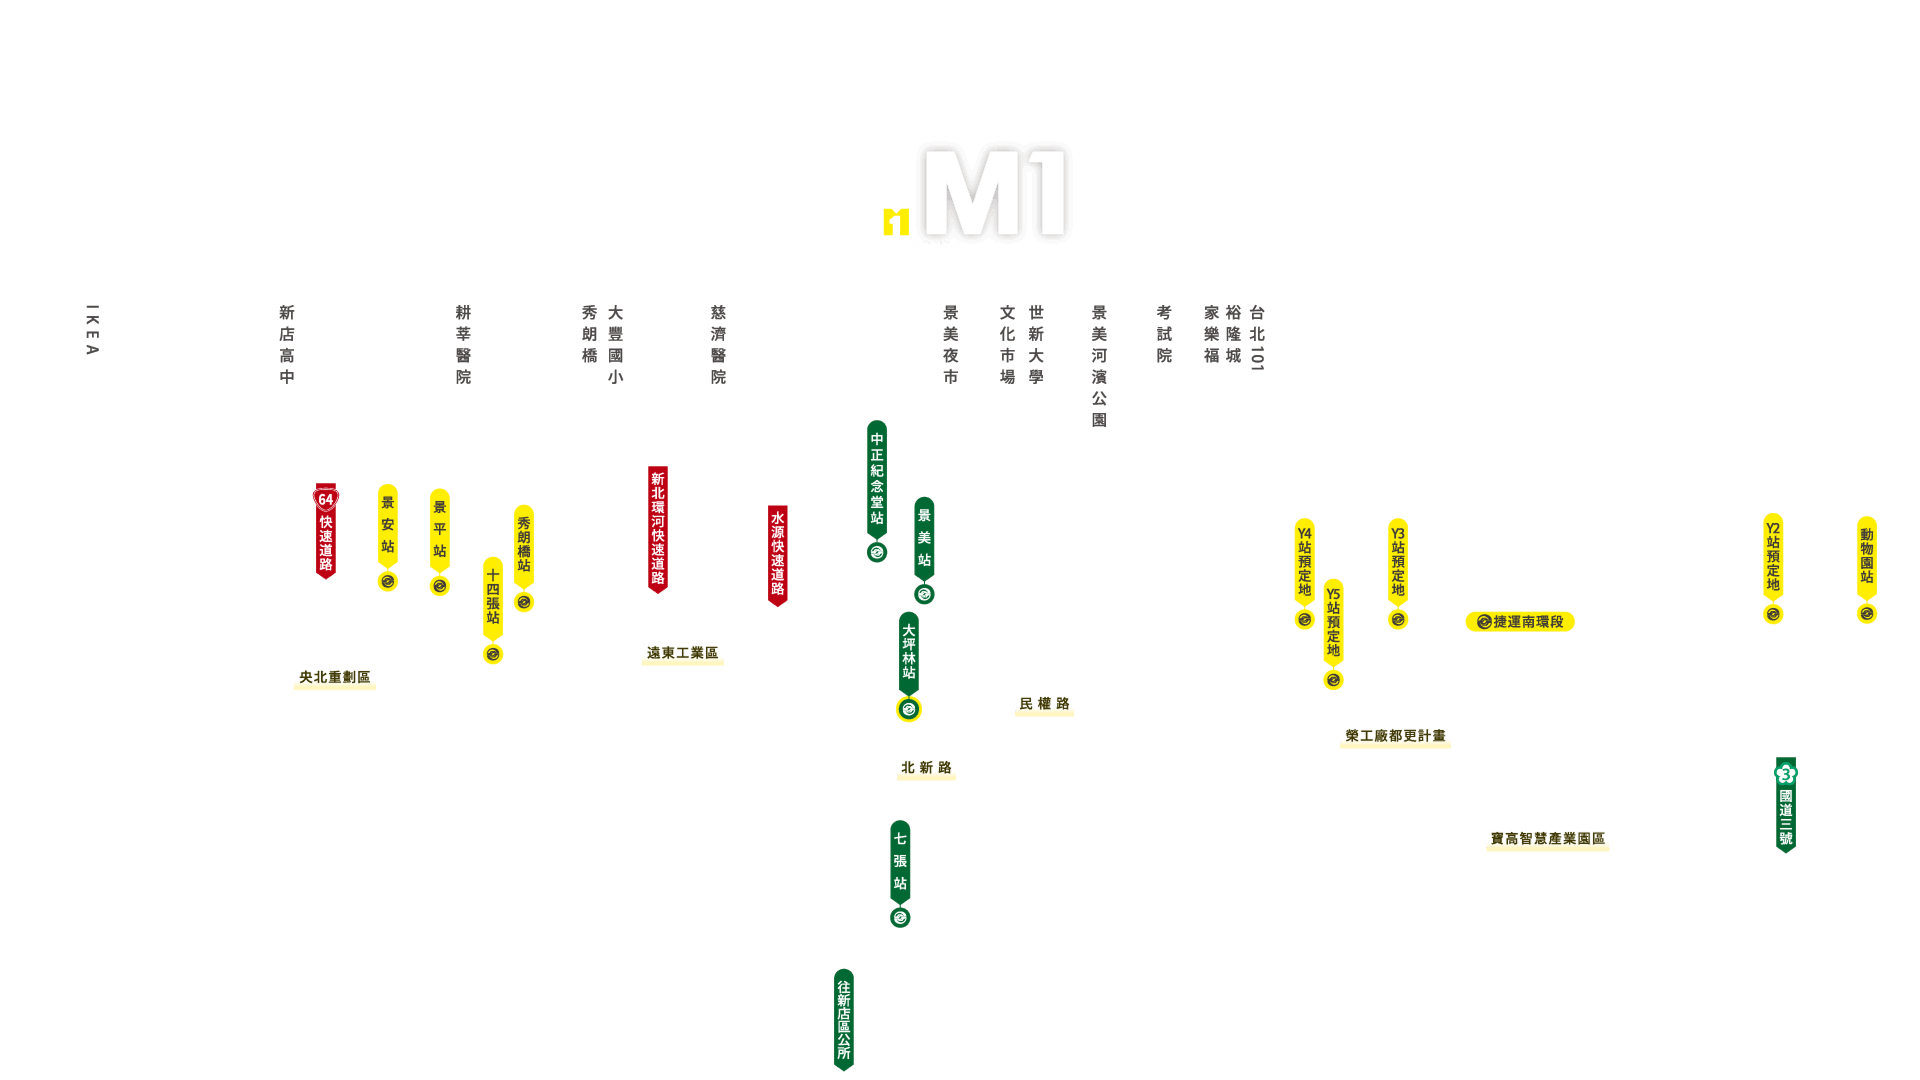 M1
IKEA
新店高中
耕莘醫院
秀朗橋
大豐國小
慈濟醫院
景美夜市
文化市場
世新大學
景美河濱公園
考試院
家樂福
裕隆城
台北101
64
快速道路
景安站
景平站
十四張站
秀朗橋站
新北環河快速道路
水源快速道路
中正紀念堂站
景美站
大坪林站
Y4站預定地
Y5站預定地
Y3站預定地
捷運南環段
Y2站預定地
動物園站
央北重劃區
遠東工業區
民權路
北新路
榮工廠都更計畫
3
國道三號
寶高智慧產業園區
七張站
往新店區公所